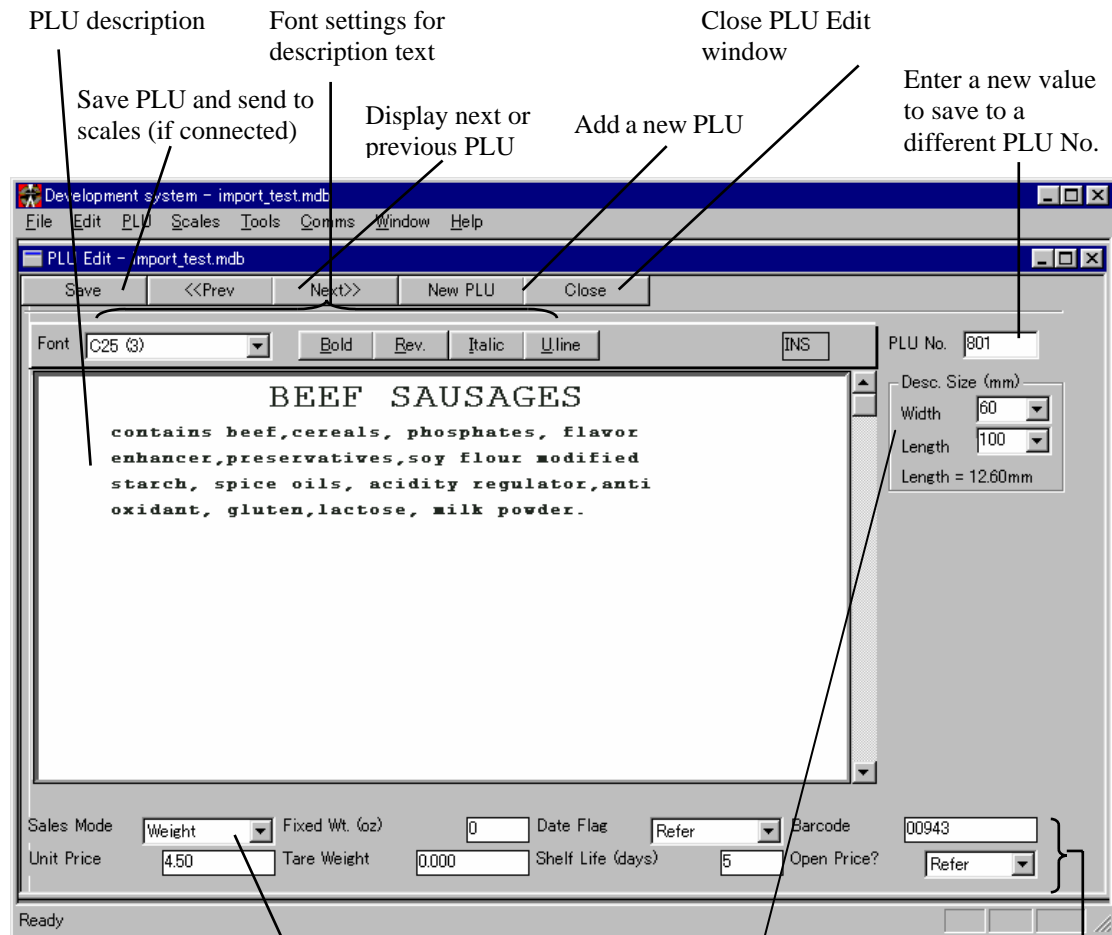 PLU description
Font settings for
description text
Close PLU Edit
window
Save PLU and send to
scales (if connected)
Display next or
previous PLU
Add a new PLU
Enter a new value
to save to a
different PLU No.
Development system - import_test.mdb
File Edit PLU Scales Tools Comms Window Help
PLU Edit - import_test.mdb
Save <<Prev Next>> New PLU Close
Font C25 (3) Bold Rev. Italic U.line INS PLU No. 801
BEEF SAUSAGES
contains beef,cereals, phosphates, flavor
enhancer,preservatives,soy flour modified
starch, spice oils, acidity regulator,anti
oxidant, gluten,lactose, milk powder.
Desc. Size (mm)
Width 60
Length 100
Length = 12.60mm
Sales Mode Weight Fixed Wt. (oz) 0 Date Flag Refer Barcode 00943
Unit Price 4.50 Tare Weight 0.000 Shelf Life (days) 5 Open Price? Refer
Ready